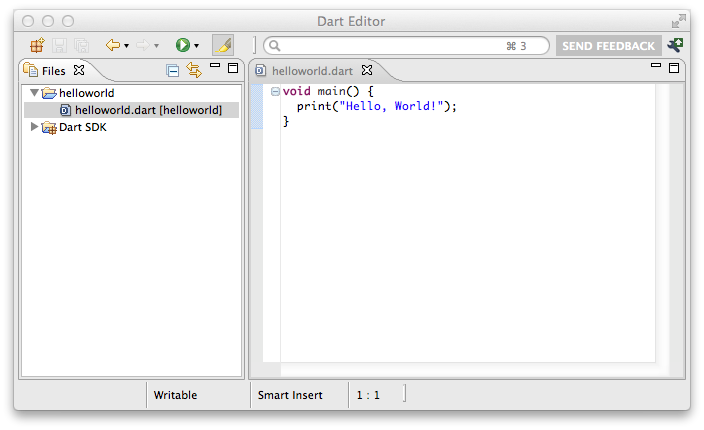 Dart Editor
⌘ 3
SEND FEEDBACK
Files
helloworld.dart
helloworld
helloworld.dart [helloworld]
Dart SDK
void main() {
  print("Hello, World!");
}
Writable
Smart Insert
1 : 1